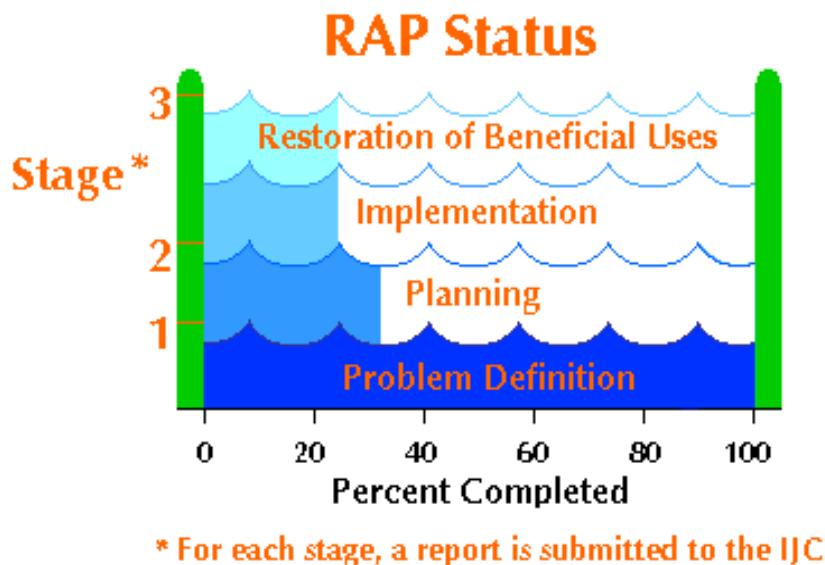 RAP Status
3
Restoration of Beneficial Uses
Stage*
Implementation
2
Planning
1
Problem Definition
0 20 40 60 80 100
Percent Completed
* For each stage, a report is submitted to the IJC